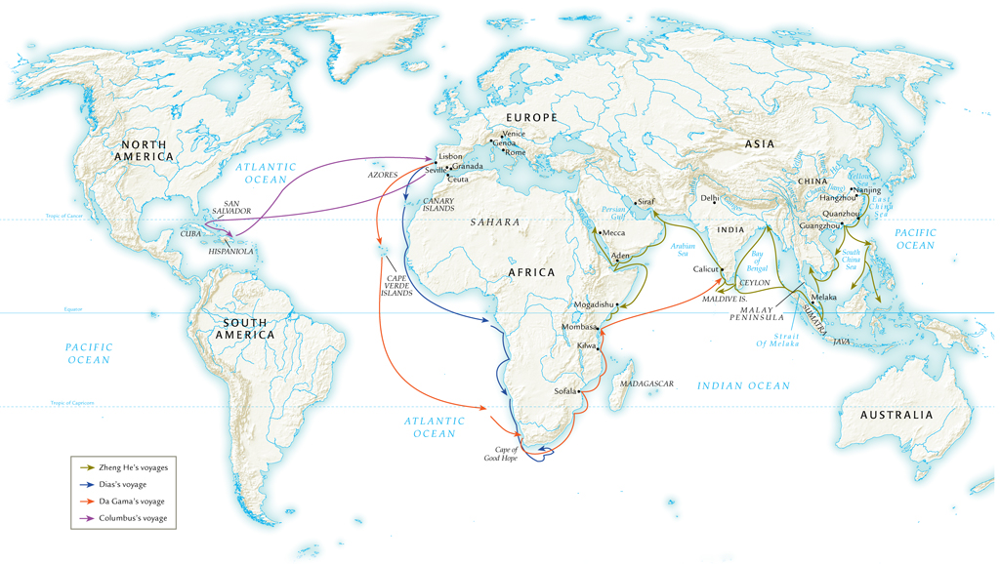 EUROPE
ASIA
NORTH
AMERICA
ATLANTIC
OCEAN
AZORES
Lisbon
Seville
Granada
Ceuta
Venice
Genoa
Rome
CANARY
ISLANDS
SAHARA
SAN
SALVADOR
CUBA
HISPANIOLA
Tropic of Cancer
CAPE
VERDE
ISLANDS
AFRICA
Persian
Gulf
Siraf
Mecca
Aden
Arabian
Sea
Delhi
INDIA
Calicut
Bay
of
Bengal
CEYLON
MALDIVE IS.
CHINA
Nanjing
Hangzhou
East
China
Sea
Quanzhou
Guangzhou
South
China
Sea
PACIFIC
OCEAN
Mogadishu
Mombasa
Kilwa
Sofala
MADAGASCAR
MALAY
PENINSULA
Melaka
SUMATRA
Strait
Of Melaka
JAVA
Equator
SOUTH
AMERICA
PACIFIC
OCEAN
INDIAN OCEAN
Tropic of Capricorn
ATLANTIC
OCEAN
Cape of
Good Hope
AUSTRALIA
Zheng He's voyages
Dias's voyage
Da Gama's voyage
Columbus's voyage